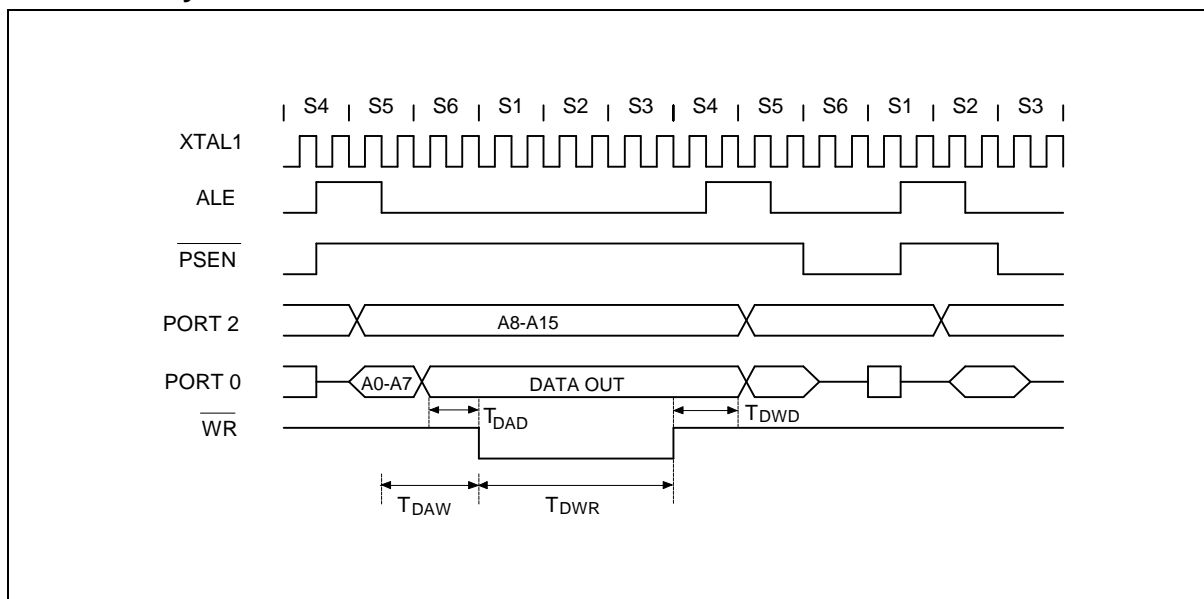 S4 S5 S6 S1 S2 S3 S4 S5 S6 S1 S2 S3
XTAL1
ALE
PSEN
PORT 2 A8-A15
PORT 0 A0-A7 DATA OUT
TDAD TDWD
WR
TDAW TDWR